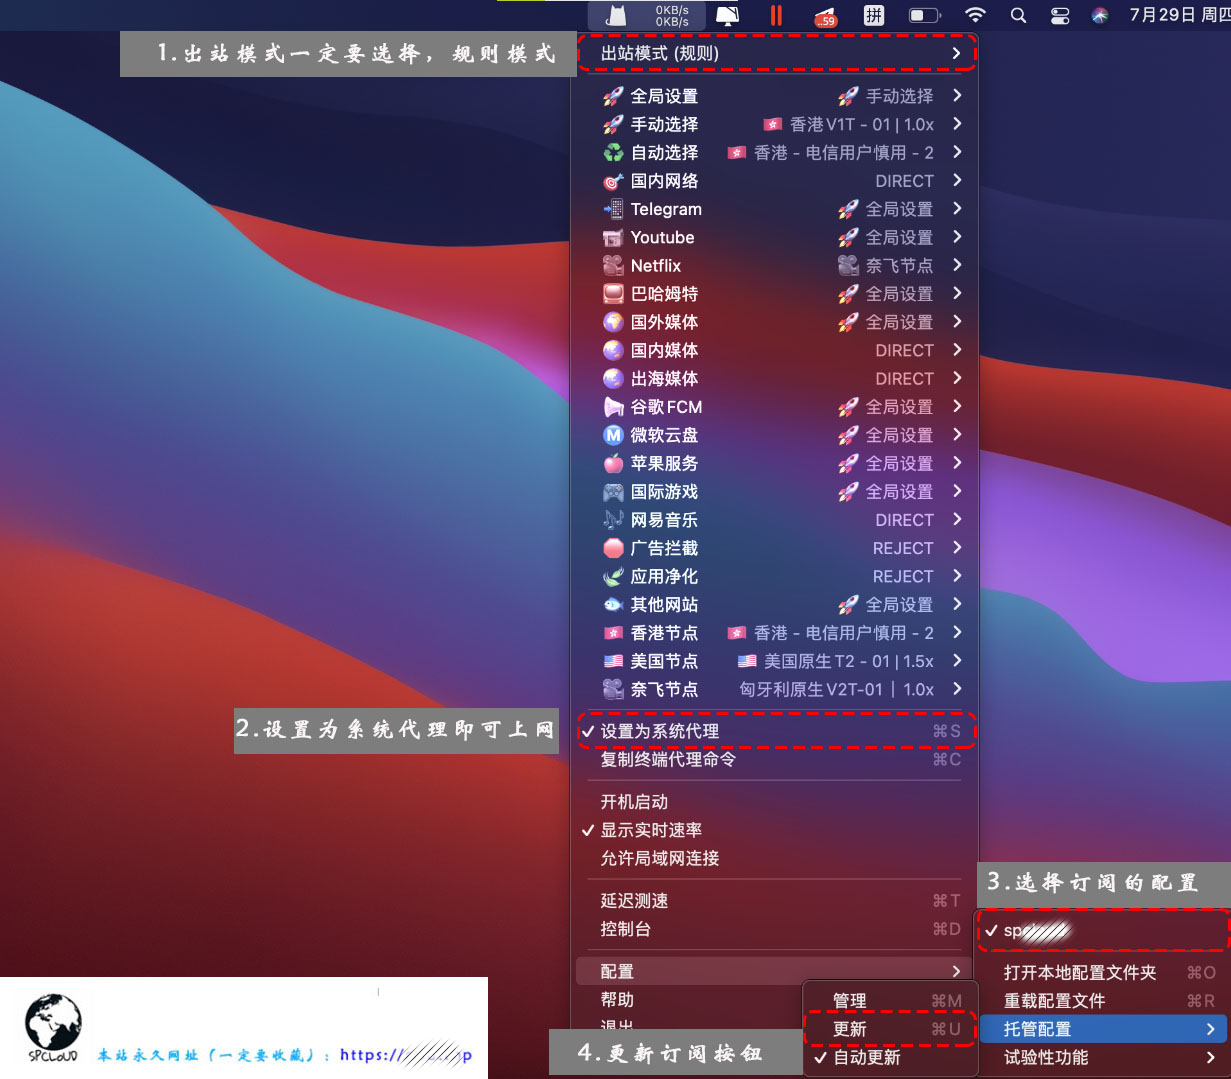 0KB/s
0KB/s
.59
拼
7月29日 周四
1.出站模式一定要选择，规则模式
出站模式 (规则)
全局设置 手动选择
手动选择 香港V1T - 01 | 1.0x
自动选择 香港 - 电信用户慎用 - 2
国内网络 DIRECT
Telegram 全局设置
Youtube 全局设置
Netflix 奈飞节点
巴哈姆特 全局设置
国外媒体 全局设置
国内媒体 DIRECT
出海媒体 DIRECT
谷歌FCM 全局设置
M 微软云盘 全局设置
苹果服务 全局设置
国际游戏 全局设置
网易音乐 DIRECT
广告拦截 REJECT
应用净化 REJECT
其他网站 全局设置
香港节点 香港 - 电信用户慎用 - 2
美国节点 美国原生T2 - 01 | 1.5x
奈飞节点 匈牙利原生V2T-01 | 1.0x
2.设置为系统代理即可上网
✓ 设置为系统代理 ⌘S
复制终端代理命令 ⌘C
开机启动
✓ 显示实时速率
允许局域网连接
延迟测速 ⌘T
控制台 ⌘D
配置
帮助
退出
3.选择订阅的配置
✓ sp
打开本地配置文件夹 ⌘O
重载配置文件 ⌘R
托管配置
试验性功能
管理 ⌘M
更新 ⌘U
✓ 自动更新
4.更新订阅按钮
SPCLOUD
本站永久网址（一定要收藏）：https:// p